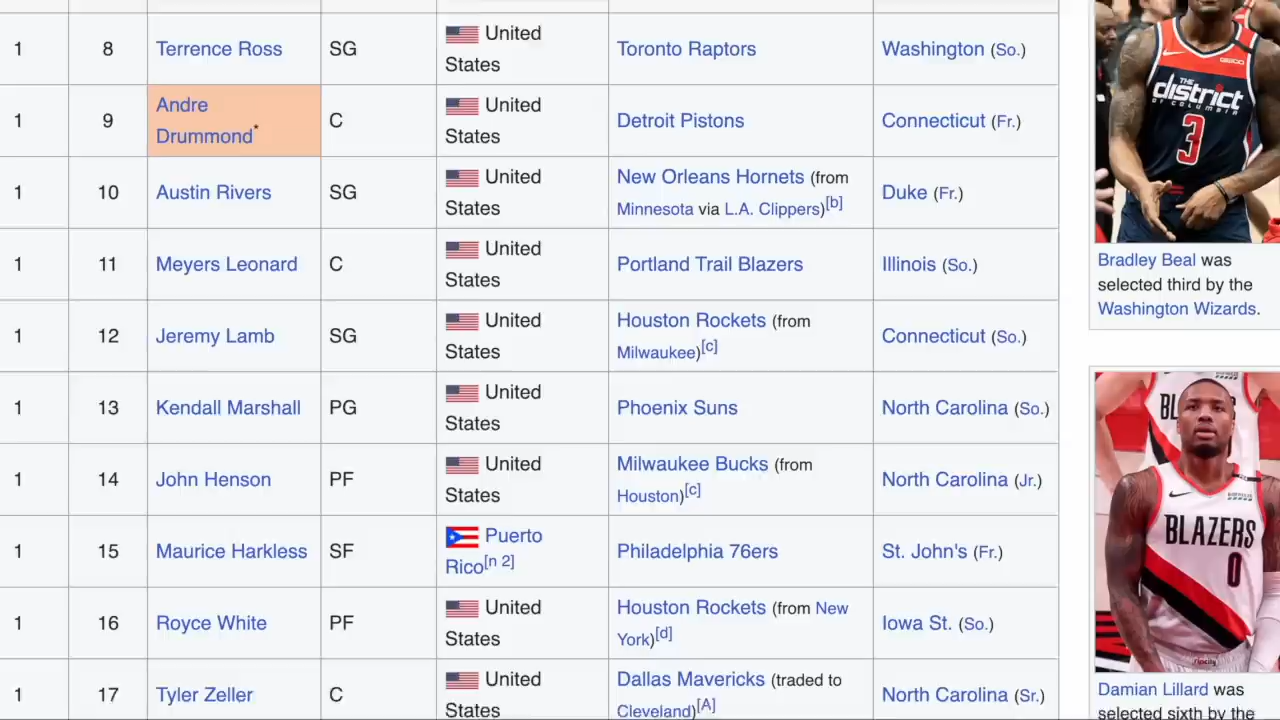 1 8 Terrence Ross SG United States Toronto Raptors Washington (So.)
1 9 Andre Drummond* C United States Detroit Pistons Connecticut (Fr.)
1 10 Austin Rivers SG United States New Orleans Hornets (from Minnesota via L.A. Clippers)[b] Duke (Fr.)
1 11 Meyers Leonard C United States Portland Trail Blazers Illinois (So.)
1 12 Jeremy Lamb SG United States Houston Rockets (from Milwaukee)[c] Connecticut (So.)
1 13 Kendall Marshall PG United States Phoenix Suns North Carolina (So.)
1 14 John Henson PF United States Milwaukee Bucks (from Houston)[c] North Carolina (Jr.)
1 15 Maurice Harkless SF Puerto Rico[n 2] Philadelphia 76ers St. John's (Fr.)
1 16 Royce White PF United States Houston Rockets (from New York)[d] Iowa St. (So.)
1 17 Tyler Zeller C United States Dallas Mavericks (traded to Cleveland)[A] North Carolina (Sr.)
GEICO
THE
district
OF COLUMBIA
3
Bradley Beal was
selected third by the
Washington Wizards.
BL
BLAZERS
0
Damian Lillard was
selected sixth by the